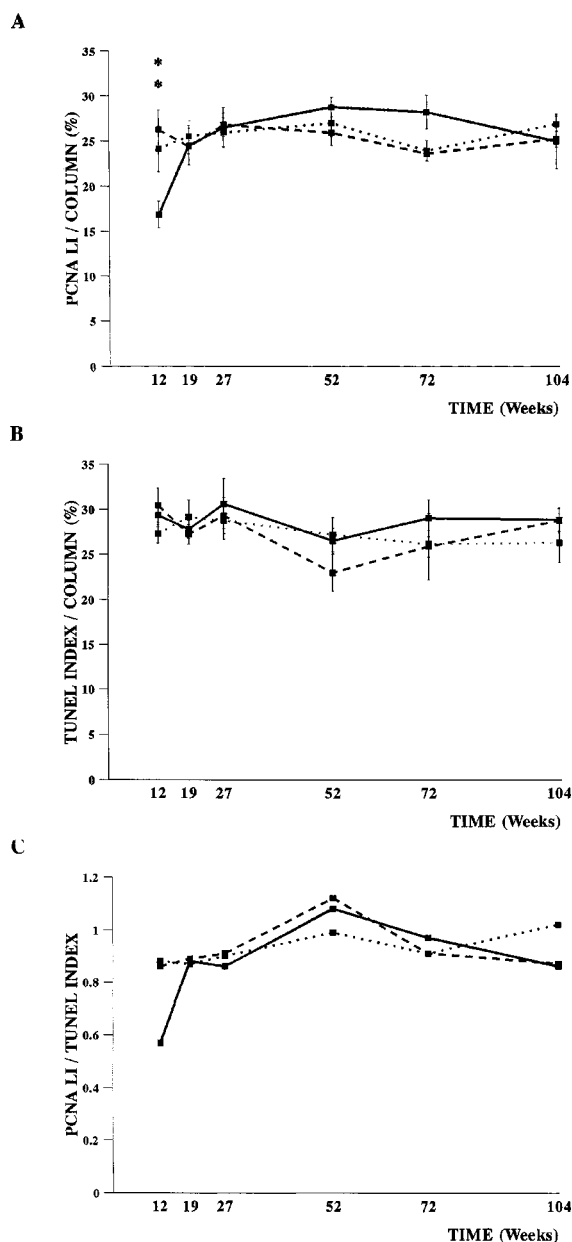 A
*
*
PCNA LI / COLUMN (%)
35
30
25
20
15
10
5
0
12 19 27 52 72 104
TIME (Weeks)
B
TUNEL INDEX / COLUMN (%)
35
30
25
20
15
10
5
0
12 19 27 52 72 104
TIME (Weeks)
C
PCNA LI / TUNEL INDEX
1.2
1
0.8
0.6
0.4
0.2
0
12 19 27 52 72 104
TIME (Weeks)